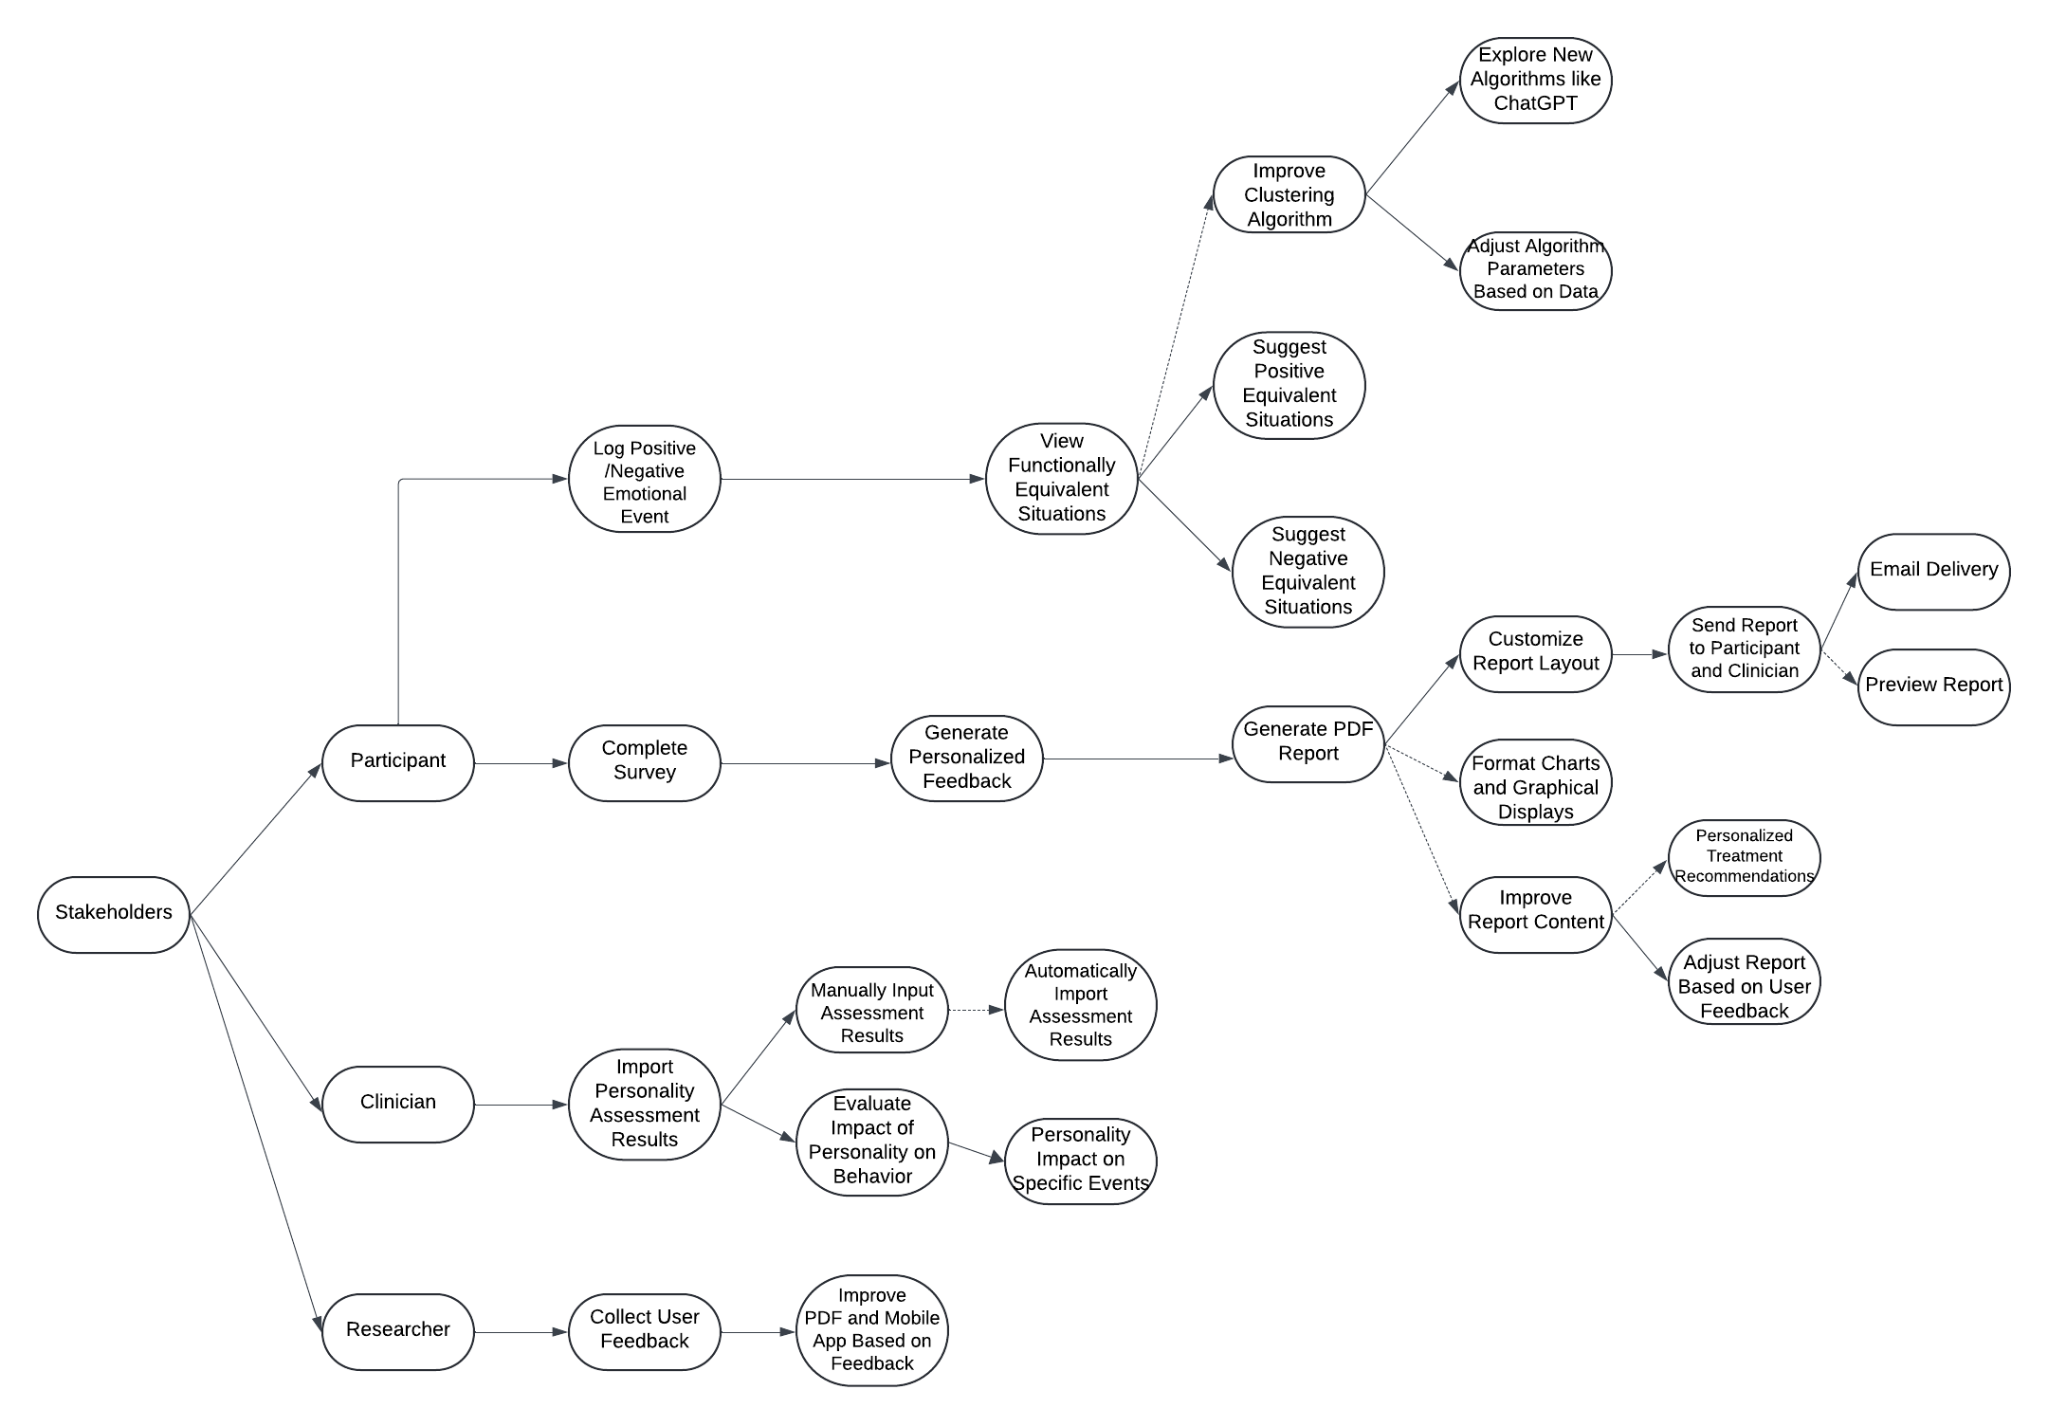 Explore New
Algorithms like
ChatGPT
Improve
Clustering
Algorithm
Adjust Algorithm
Parameters
Based on Data
Suggest
Positive
Equivalent
Situations
Log Positive
/Negative
Emotional
Event
View
Functionally
Equivalent
Situations
Suggest
Negative
Equivalent
Situations
Email Delivery
Customize
Report Layout
Send Report
to Participant
and Clinician
Preview Report
Participant
Complete
Survey
Generate
Personalized
Feedback
Generate PDF
Report
Format Charts
and Graphical
Displays
Personalized
Treatment
Recommendations
Stakeholders
Improve
Report Content
Adjust Report
Based on User
Feedback
Manually Input
Assessment
Results
Automatically
Import
Assessment
Results
Clinician
Import
Personality
Assessment
Results
Evaluate
Impact of
Personality on
Behavior
Personality
Impact on
Specific Events
Researcher
Collect User
Feedback
Improve
PDF and Mobile
App Based on
Feedback